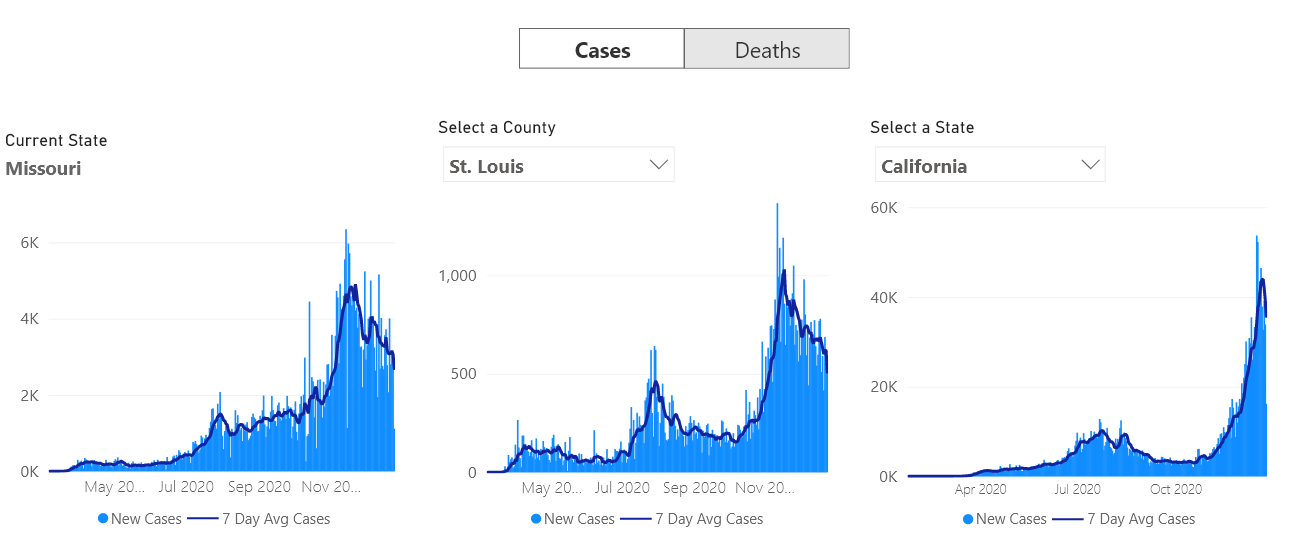 Cases Deaths
Current State
Missouri
Select a County
St. Louis
Select a State
California
6K
4K
2K
0K
May 20... Jul 2020 Sep 2020 Nov 20...
New Cases 7 Day Avg Cases
1,000
500
0
May 20... Jul 2020 Sep 2020 Nov 20...
New Cases 7 Day Avg Cases
60K
40K
20K
0K
Apr 2020 Jul 2020 Oct 2020
New Cases 7 Day Avg Cases